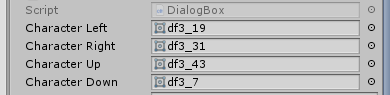 Script DialogBox
Character Left df3_19
Character Right df3_31
Character Up df3_43
Character Down df3_7